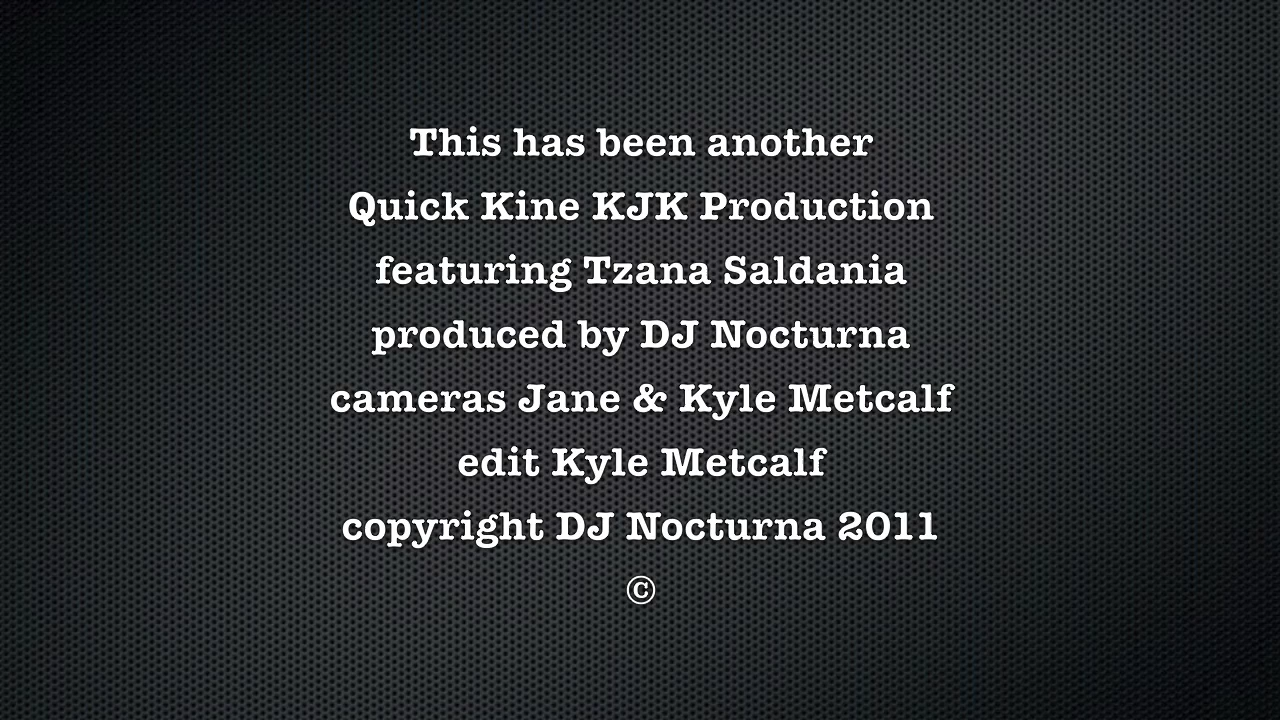 This has been another
Quick Kine KJK Production
featuring Tzana Saldania
produced by DJ Nocturna
cameras Jane & Kyle Metcalf
edit Kyle Metcalf
copyright DJ Nocturna 2011
©